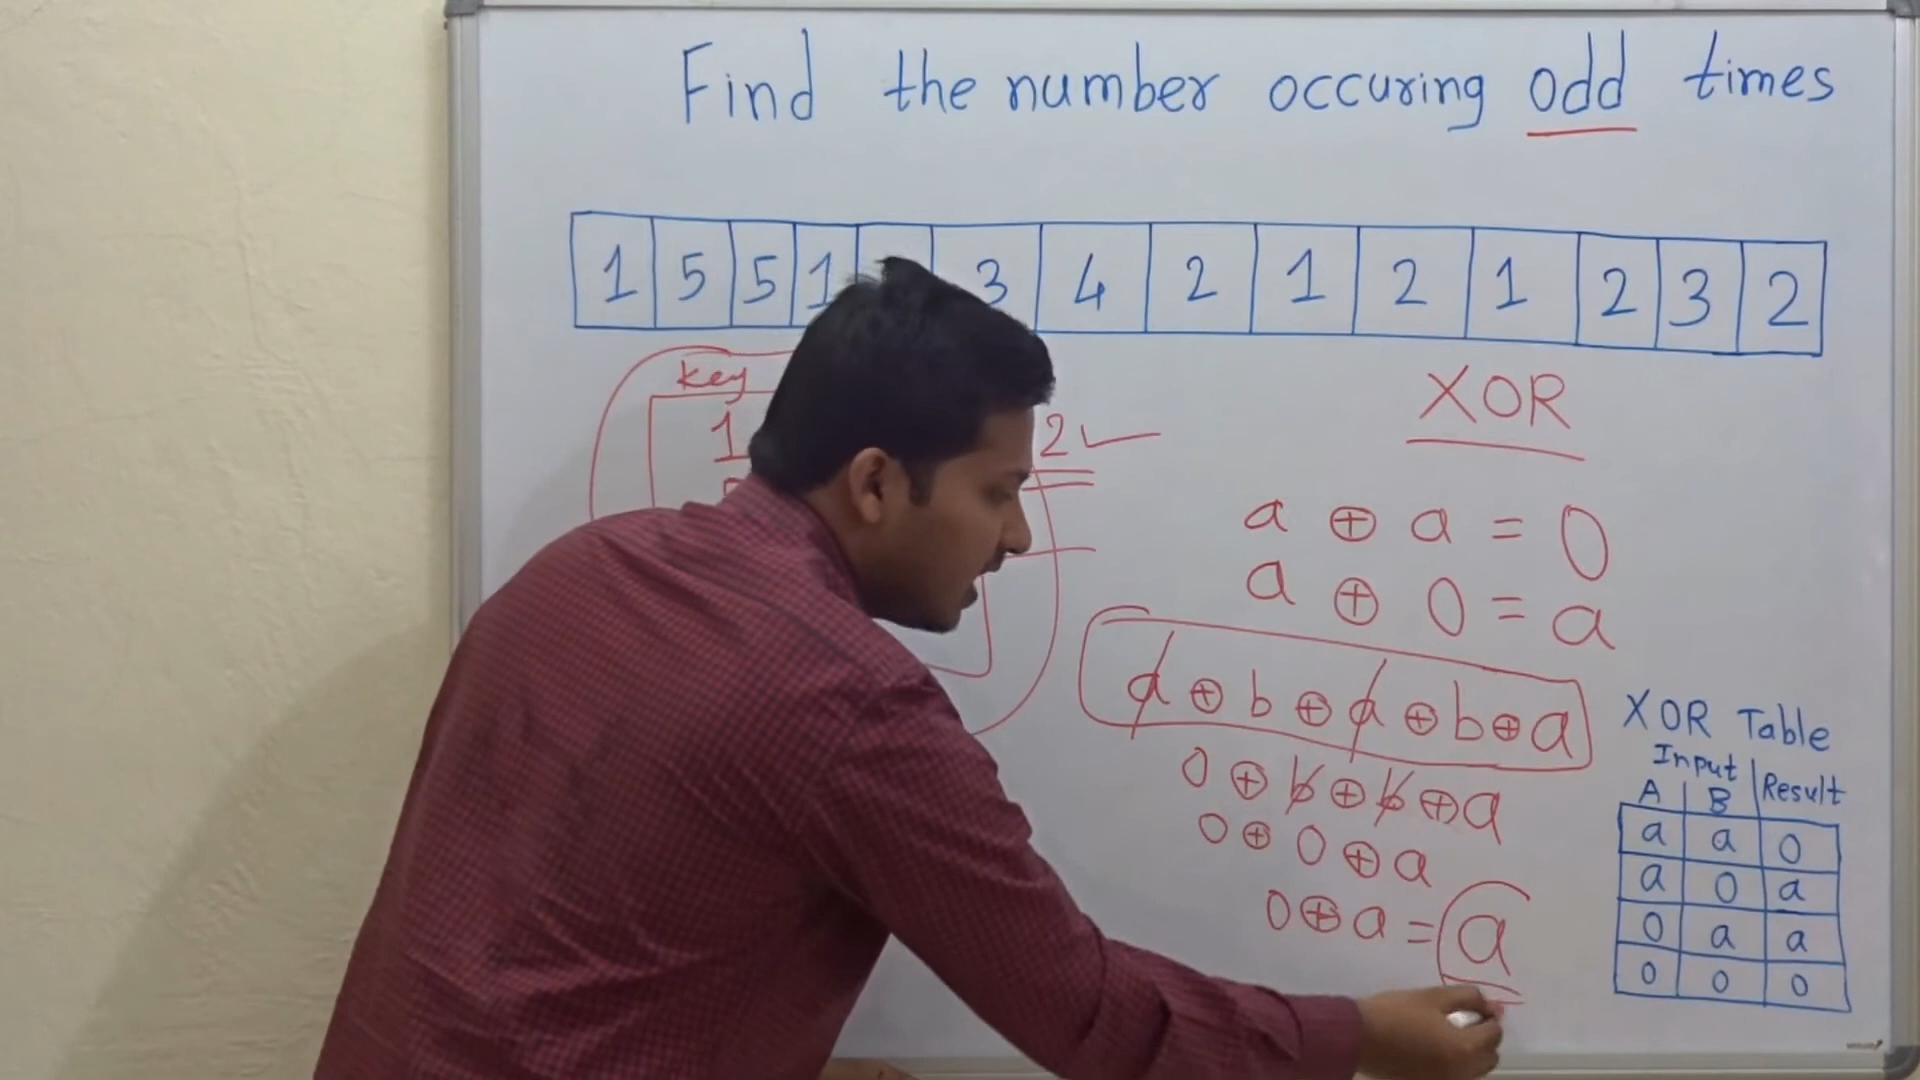 Find the number occuring odd times
1 5 5 1 3 4 2 1 2 1 2 3 2
key
1
2
XOR
a ⊕ a = 0
a ⊕ 0 = a
a ⊕ b ⊕ a ⊕ b ⊕ a
0 ⊕ b ⊕ b ⊕ a
0 ⊕ 0 ⊕ a
0 ⊕ a = a
XOR Table
Input
A B Result
a a 0
a 0 a
0 a a
0 0 0